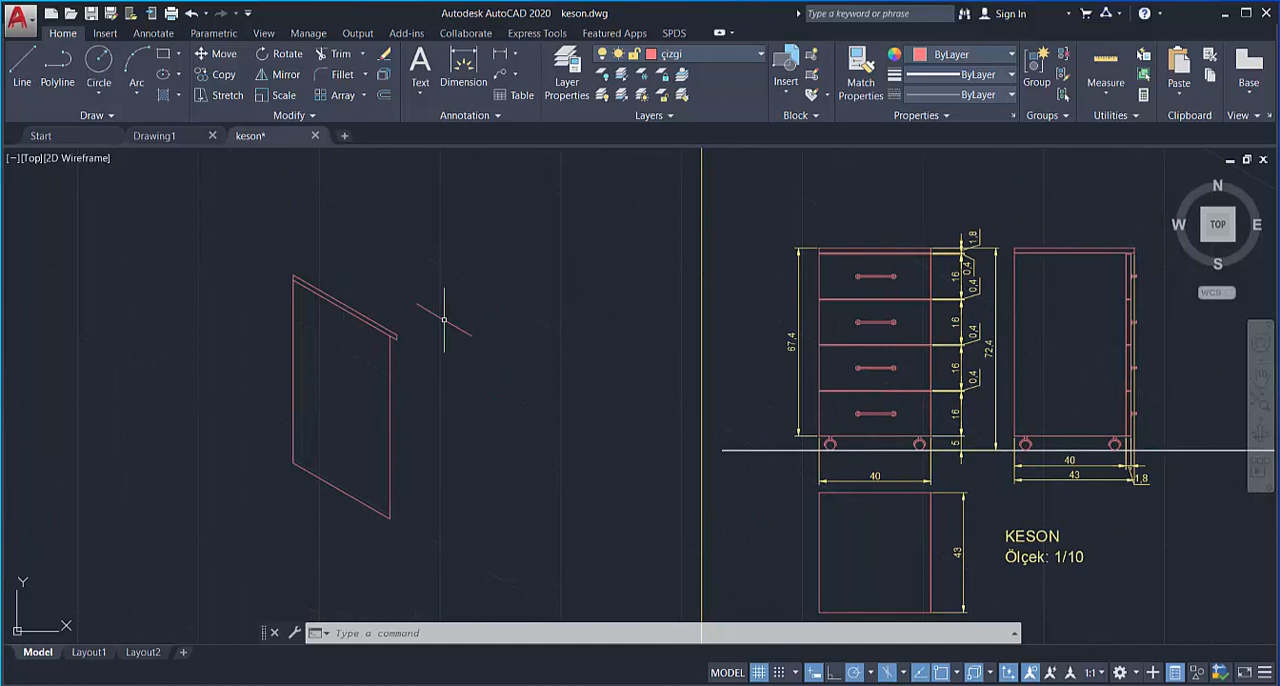 Autodesk AutoCAD 2020 keson.dwg
Type a keyword or phrase
Sign In
Home Insert Annotate Parametric View Manage Output Add-ins Collaborate Express Tools Featured Apps SPDS
Line
Polyline
Circle
Arc
Move
Rotate
Trim
Copy
Mirror
Fillet
Stretch
Scale
Array
Text
Dimension
Table
Layer
Properties
çizgi
Insert
Match
Properties
ByLayer
ByLayer
ByLayer
Group
Measure
Paste
Base
Draw
Modify
Annotation
Layers
Block
Properties
Groups
Utilities
Clipboard
View
Start
Drawing1
keson*
[−][Top][2D Wireframe]
N
W
TOP
E
S
WCS
1,8
0,4
16
0,4
16
0,4
16
0,4
16
5
67,4
72,4
40
40
43
1,8
43
KESON
Ölçek: 1/10
Y
X
Type a command
Model
Layout1
Layout2
MODEL
1:1